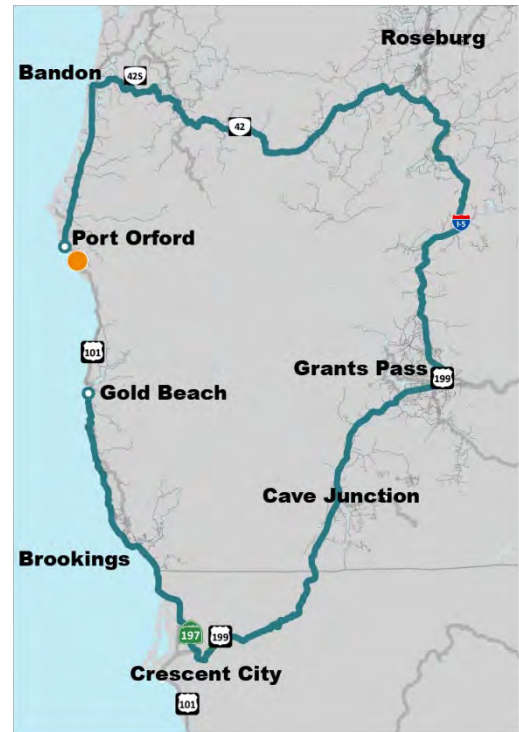 Roseburg
Bandon
42S
42
Port Orford
I-5
101
Grants Pass
199
Gold Beach
Cave Junction
Brookings
197
199
Crescent City
101